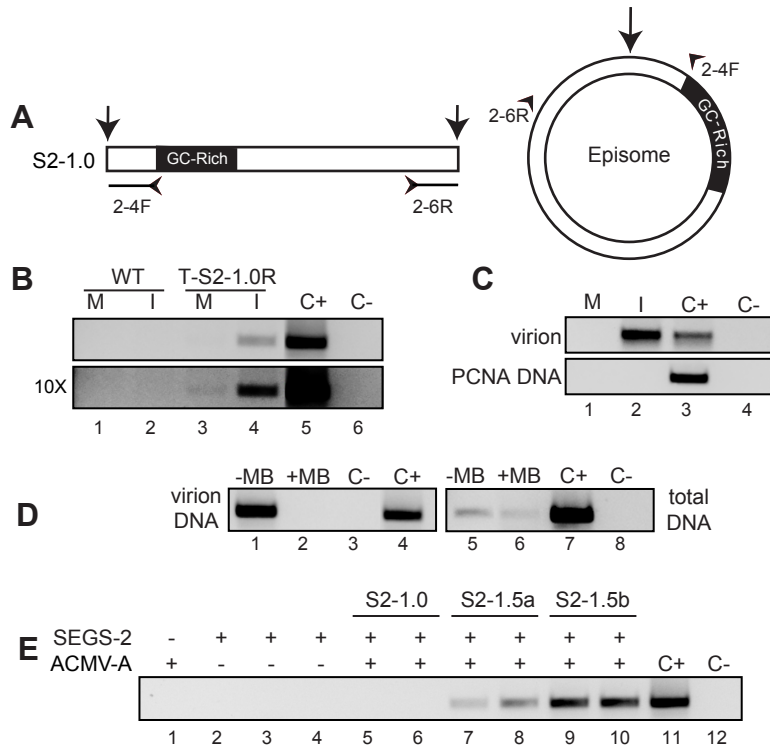 A
S2-1.0
GC-Rich
2-4F
2-6R
2-6R
2-4F
GC-Rich
Episome
B
WT T-S2-1.0R
M I M I C+ C-
10X
1 2 3 4 5 6
C
M I C+ C-
virion
PCNA DNA
1 2 3 4
D
-MB +MB C- C+ -MB +MB C+ C-
virion DNA
total DNA
1 2 3 4 5 6 7 8
E
S2-1.0 S2-1.5a S2-1.5b
SEGS-2 - + + + + + + + + +
ACMV-A + - - - + + + + + + C+ C-
1 2 3 4 5 6 7 8 9 10 11 12